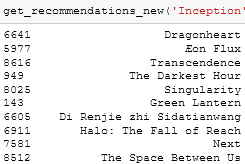 get_recommendations_new('Inception'
6641 Dragonheart
5977 Æon Flux
8616 Transcendence
949 The Darkest Hour
8025 Singularity
143 Green Lantern
6605 Di Renjie zhi Sidatianwang
6911 Halo: The Fall of Reach
7581 Next
8512 The Space Between Us